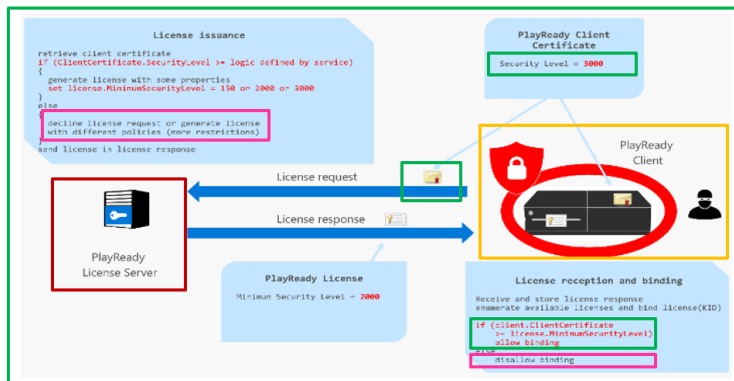 License issuance
retrieve client certificate
if (ClientCertificate.SecurityLevel >= logic defined by service)
{
generate license with some properties
set license.MinimumSecurityLevel = 150 or 2000 or 3000
}
else
{
decline license request or generate license
with different policies (more restrictions)
}
send license in license response
PlayReady Client
Certificate
Security Level = 3000
PlayReady
Client
License request
License response
PlayReady
License Server
PlayReady License
Minimum Security Level = 2000
License reception and binding
Receive and store license response
enumerate available licenses and bind license(KID)
if (client.ClientCertificate
>= license.MinimumSecurityLevel)
allow binding
else
disallow binding